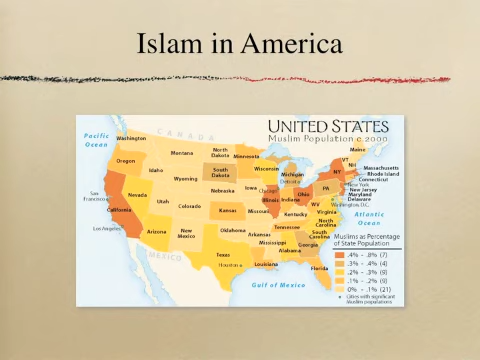 Islam in America
UNITED STATES
Muslim Population c 2000
Pacific
Ocean
CANADA
Washington
Oregon
California
Nevada
Idaho
Montana
Wyoming
Utah
Arizona
Colorado
New
Mexico
North
Dakota
South
Dakota
Nebraska
Kansas
Oklahoma
Texas
Houston
Minnesota
Iowa
Missouri
Arkansas
Louisiana
Wisconsin
Illinois
Chicago
Michigan
Detroit
Indiana
Ohio
Kentucky
Tennessee
Mississippi
Alabama
Georgia
Florida
South
Carolina
North
Carolina
Virginia
WV
Washington, D.C.
PA
NY
VT
NH
Maine
Massachusetts
Rhode Island
Connecticut
New York
New Jersey
Maryland
Delaware
San
Francisco
Los Angeles
MEXICO
Gulf of Mexico
Atlantic
Ocean
Muslims as Percentage
of State Population
.4% - .8% (7)
.3% - .4% (4)
.2% - .3% (9)
.1% - .2% (9)
0% - .1% (21)
Cities with significant
Muslim populations